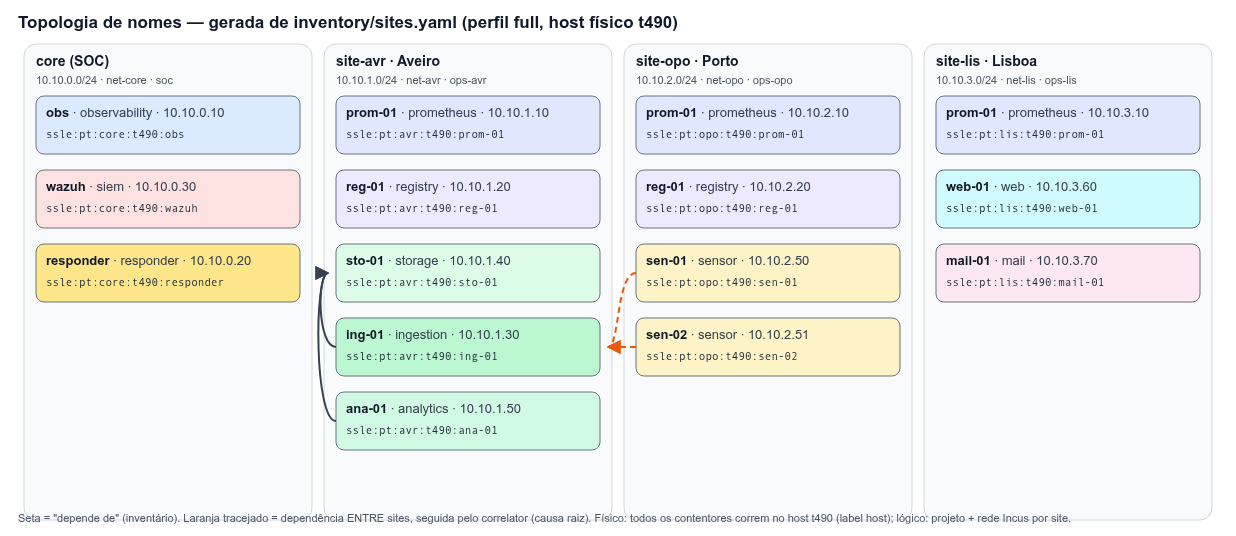 Topologia de nomes — gerada de inventory/sites.yaml (perfil full, host físico t490)
core (SOC)
10.10.0.0/24 · net-core · soc
obs · observability · 10.10.0.10
ssle:pt:core:t490:obs
wazuh · siem · 10.10.0.30
ssle:pt:core:t490:wazuh
responder · responder · 10.10.0.20
ssle:pt:core:t490:responder
site-avr · Aveiro
10.10.1.0/24 · net-avr · ops-avr
prom-01 · prometheus · 10.10.1.10
ssle:pt:avr:t490:prom-01
reg-01 · registry · 10.10.1.20
ssle:pt:avr:t490:reg-01
sto-01 · storage · 10.10.1.40
ssle:pt:avr:t490:sto-01
ing-01 · ingestion · 10.10.1.30
ssle:pt:avr:t490:ing-01
ana-01 · analytics · 10.10.1.50
ssle:pt:avr:t490:ana-01
site-opo · Porto
10.10.2.0/24 · net-opo · ops-opo
prom-01 · prometheus · 10.10.2.10
ssle:pt:opo:t490:prom-01
reg-01 · registry · 10.10.2.20
ssle:pt:opo:t490:reg-01
sen-01 · sensor · 10.10.2.50
ssle:pt:opo:t490:sen-01
sen-02 · sensor · 10.10.2.51
ssle:pt:opo:t490:sen-02
site-lis · Lisboa
10.10.3.0/24 · net-lis · ops-lis
prom-01 · prometheus · 10.10.3.10
ssle:pt:lis:t490:prom-01
web-01 · web · 10.10.3.60
ssle:pt:lis:t490:web-01
mail-01 · mail · 10.10.3.70
ssle:pt:lis:t490:mail-01
Seta = "depende de" (inventário). Laranja tracejado = dependência ENTRE sites, seguida pelo correlator (causa raiz). Físico: todos os contentores correm no host t490 (label host); lógico: projeto + rede Incus por site.